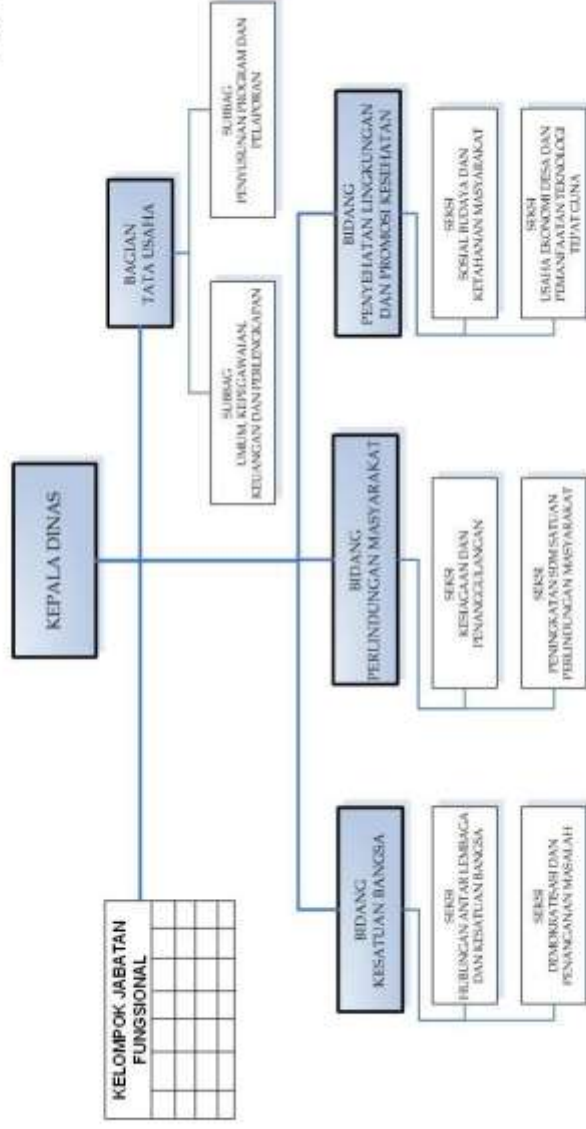 KEPALA DINAS
KELOMPOK JABATAN
FUNGSIONAL
BAGIAN
TATA USAHA
SUBBAG
UMUM, KEPEGAWAIAN,
KEUANGAN DAN PERLENGKAPAN
SUBBAG
PENYUSUNAN PROGRAM DAN
PELAPORAN
BIDANG
KESATUAN BANGSA
SEKSI
HUBUNGAN ANTAR LEMBAGA
DAN KESATUAN BANGSA
SEKSI
DEMOKRATISASI DAN
PENANGANAN MASALAH
BIDANG
PERLINDUNGAN MASYARAKAT
SEKSI
KESIAGAAN DAN
PENANGGULANGAN
SEKSI
PENINGKATAN SDM SATUAN
PERLINDUNGAN MASYARAKAT
BIDANG
PENYEHATAN LINGKUNGAN
DAN PROMOSI KESEHATAN
SEKSI
SOSIAL BUDAYA DAN
KETAHANAN MASYARAKAT
SEKSI
USAHA EKONOMI DESA DAN
PEMANFAATAN TEKNOLOGI
TEPAT GUNA